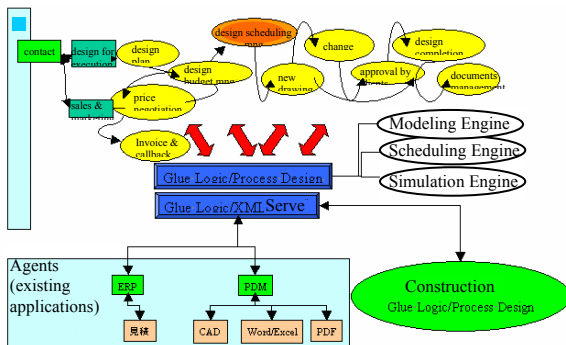 contact
design for
execution
design
plan
design scheduling
mng
change
design
completion
design
budget mng
new
drawing
approval by
documents
management
sales &
price
negotiation
Invoice &
callback
Modeling Engine
Scheduling Engine
Simulation Engine
Glue Logic/Process Design
Glue Logic/XMLServe
Agents
(existing
applications)
ERP
PDM
見積
CAD
Word/Excel
PDF
Construction
Glue Logic/Process Design